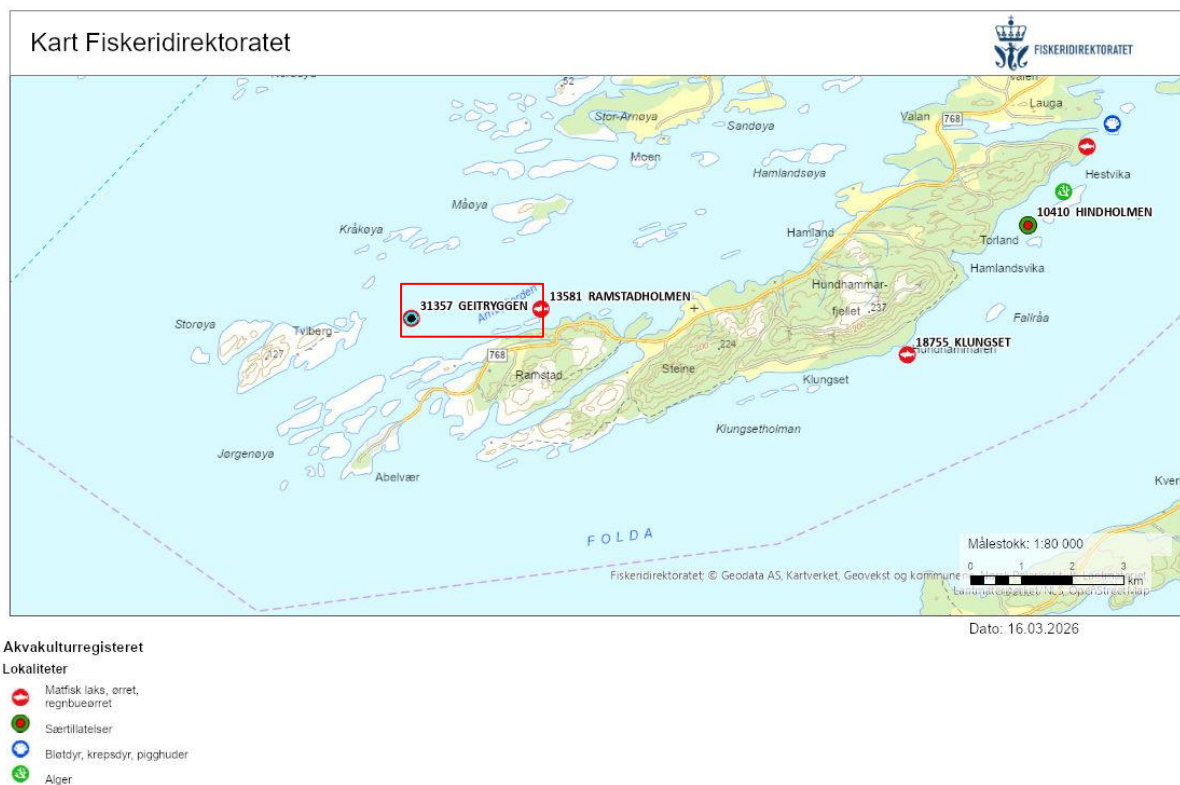 Kart Fiskeridirektoratet
FISKERIDIREKTORATET
52
Stor-Arnøya
Sandøya
Moen
Valan
768
Lauga
Hamlandsøya
Hestvika
Måøya
Kråkøya
Hamland
10410 HINDHOLMEN
Torland
Hamlandsvika
Hundhammar-
fjellet
237
31357 GEITRYGGEN
13581 RAMSTADHOLMEN
Storøya
Tviberg
127
Fallråa
18755 KLUNGSET
768
224
Ramstad
Steine
Klungset
Klungsetholman
Jørgenøya
Abelvær
FOLDA
Målestokk: 1:80 000
0 1 2 3
km
Fiskeridirektoratet; © Geodata AS, Kartverket, Geovekst og
Dato: 16.03.2026
Akvakulturregisteret
Lokaliteter
Matfisk laks, ørret,
regnbueørret
Særtillatelser
Bløtdyr, krepsdyr, pigghuder
Alger